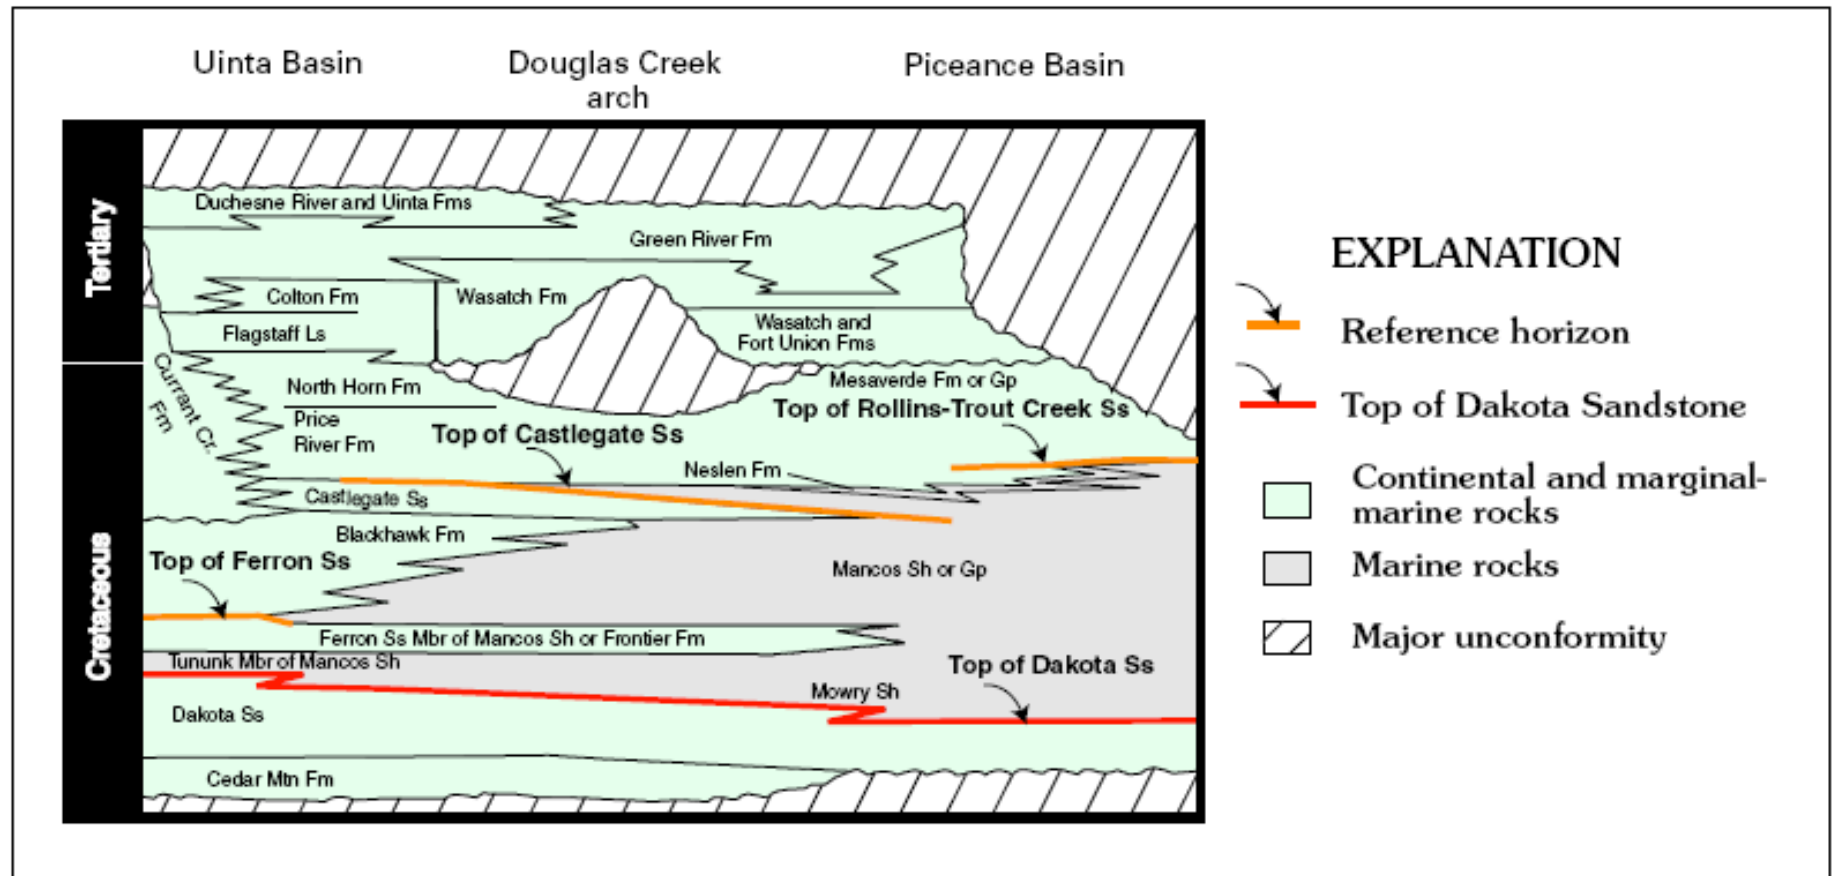 Uinta Basin
Douglas Creek
arch
Piceance Basin
Tertiary
Cretaceous
Duchesne River and Uinta Fms
Green River Fm
Colton Fm
Wasatch Fm
Flagstaff Ls
Wasatch and
Fort Union Fms
Currant Cr.
Fm
North Horn Fm
Mesaverde Fm or Gp
Price
River Fm
Top of Castlegate Ss
Top of Rollins-Trout Creek Ss
Neslen Fm
Castlegate Ss
Blackhawk Fm
Top of Ferron Ss
Mancos Sh or Gp
Ferron Ss Mbr of Mancos Sh or Frontier Fm
Tununk Mbr of Mancos Sh
Top of Dakota Ss
Mowry Sh
Dakota Ss
Cedar Mtn Fm
EXPLANATION
Reference horizon
Top of Dakota Sandstone
Continental and marginal-
marine rocks
Marine rocks
Major unconformity